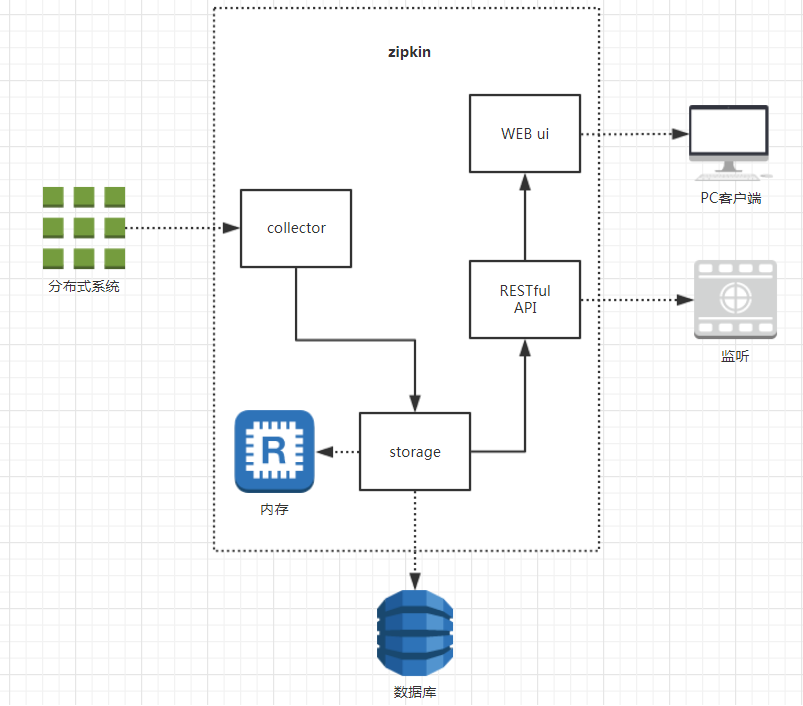 zipkin
WEB ui
PC客户端
collector
分布式系统
RESTful
API
监听
R
storage
内存
数据库